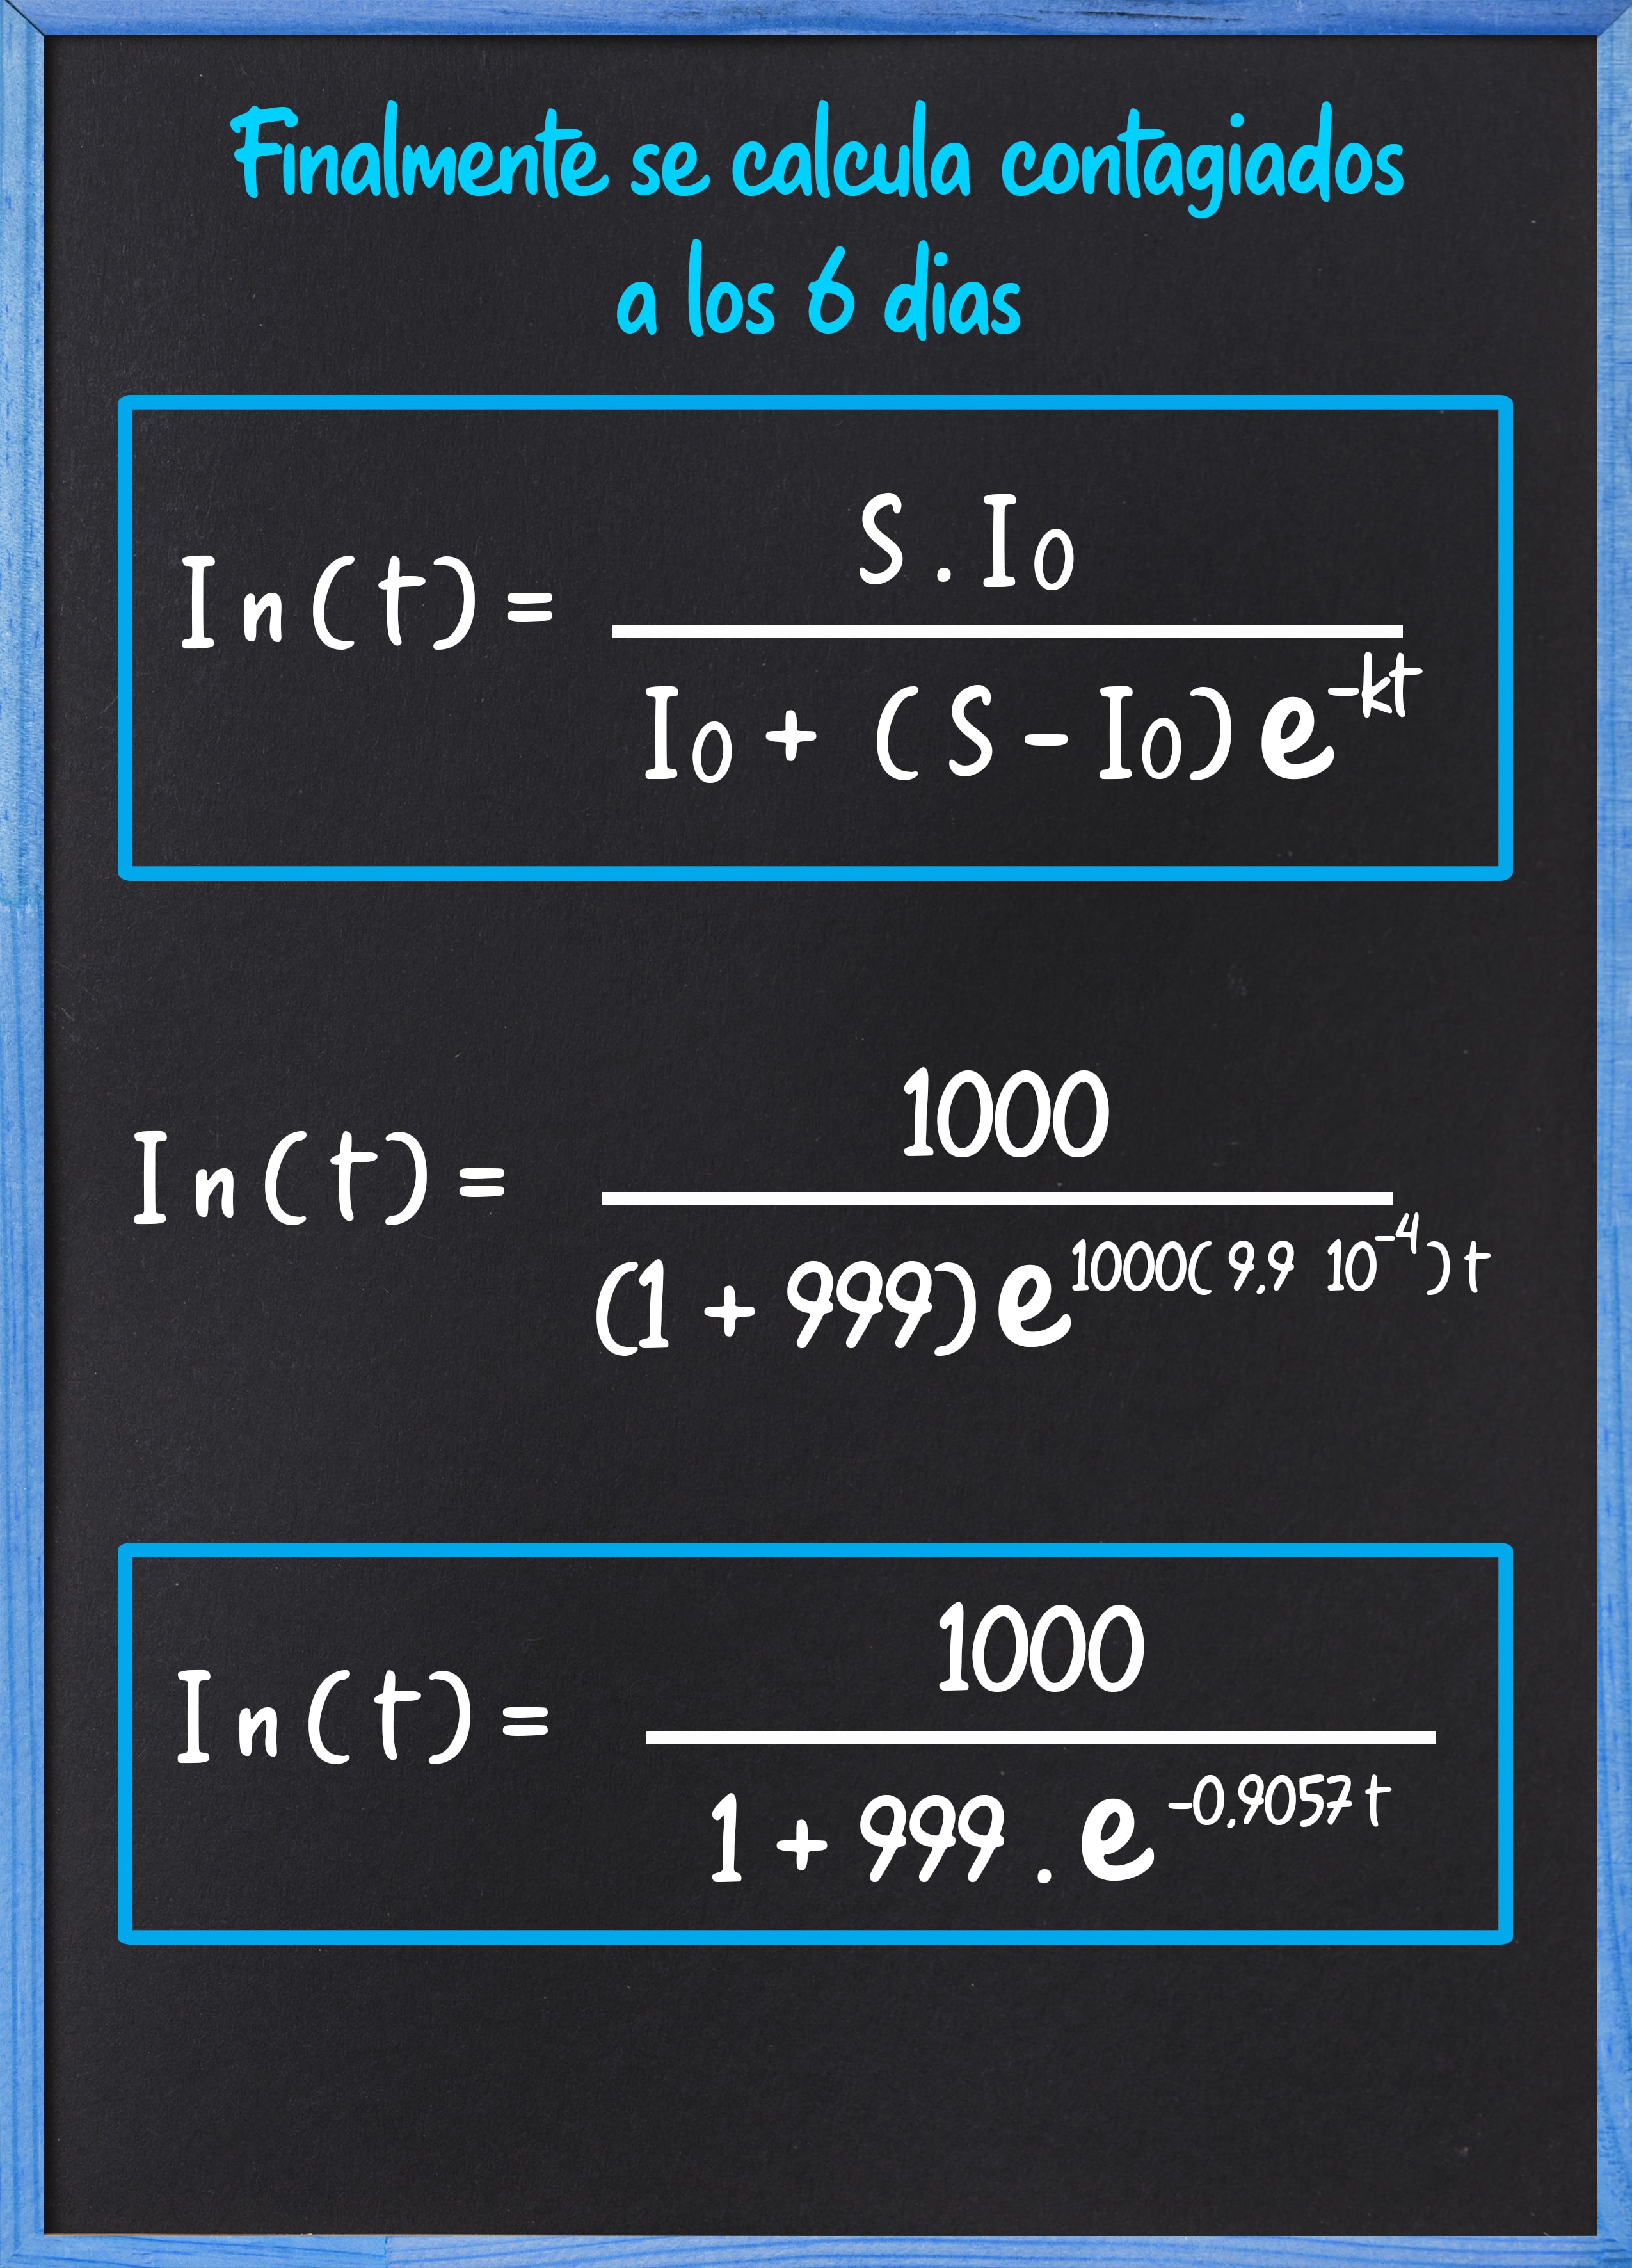 Finalmente se calcula contagiados
a los 6 dias
In(t) = S . I0
I0 + (S - I0) e^-kt
In(t) = 1000
(1 + 999) e^1000( 9,9 10^-4) t
In(t) = 1000
1 + 999 . e^-0,9057 t